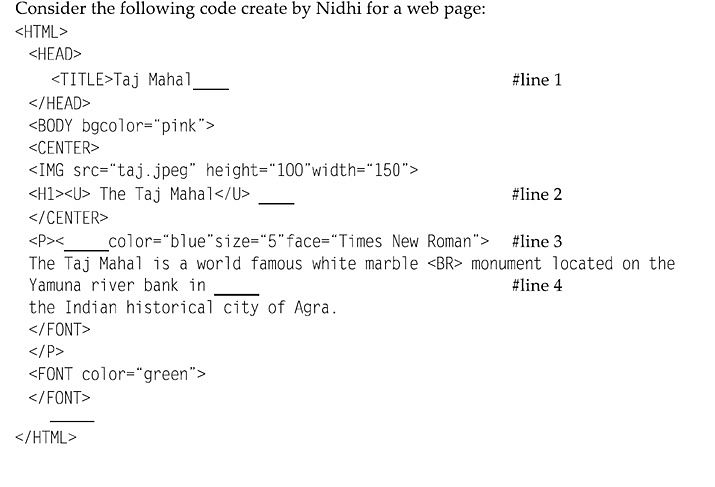 Consider the following code create by Nidhi for a web page:
<HTML>
<HEAD>
<TITLE>Taj Mahal____ #line 1
</HEAD>
<BODY bgcolor=“pink”>
<CENTER>
<IMG src=“taj.jpeg” height=“100”width=“150”>
<H1><U> The Taj Mahal</U> ____ #line 2
</CENTER>
<P><_____color=“blue”size=“5”face=“Times New Roman”> #line 3
The Taj Mahal is a world famous white marble <BR> monument located on the
Yamuna river bank in _____ #line 4
the Indian historical city of Agra.
</FONT>
</P>
<FONT color=“green”>
</FONT>
_____
</HTML>